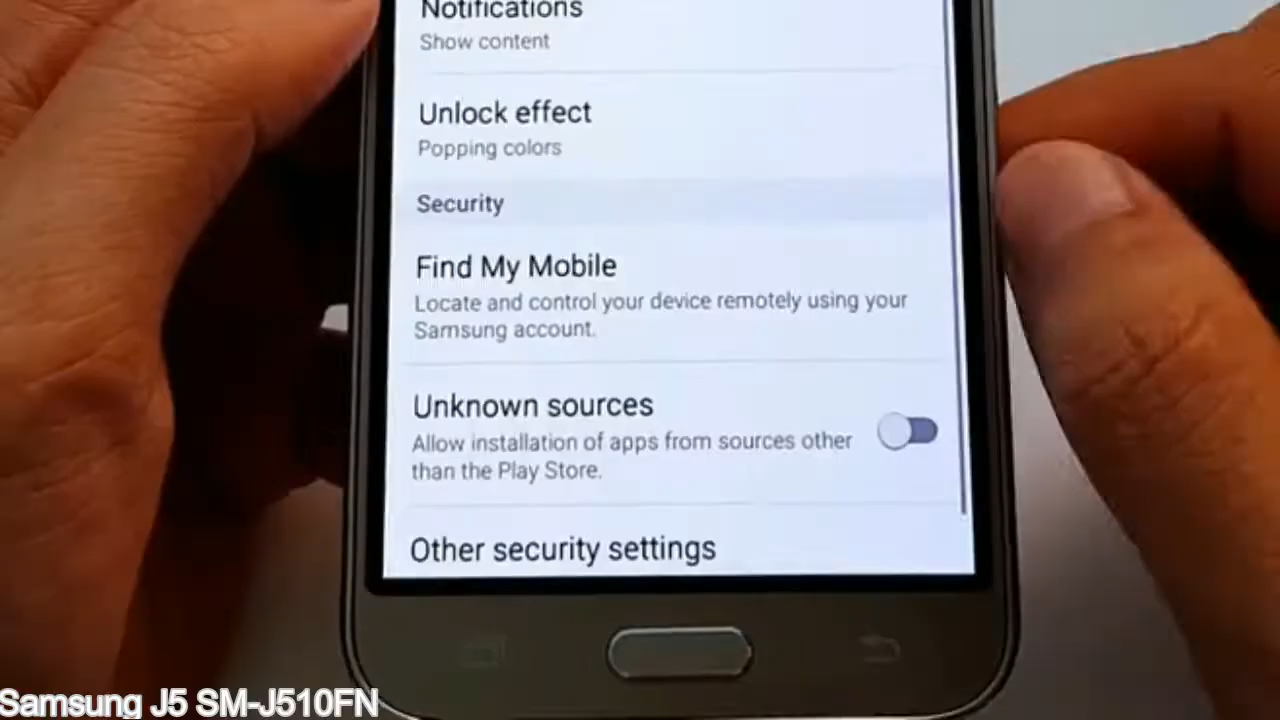 Notifications
Show content
Unlock effect
Popping colors
Security
Find My Mobile
Locate and control your device remotely using your
Samsung account.
Unknown sources
Allow installation of apps from sources other
than the Play Store.
Other security settings
Samsung J5 SM-J510FN